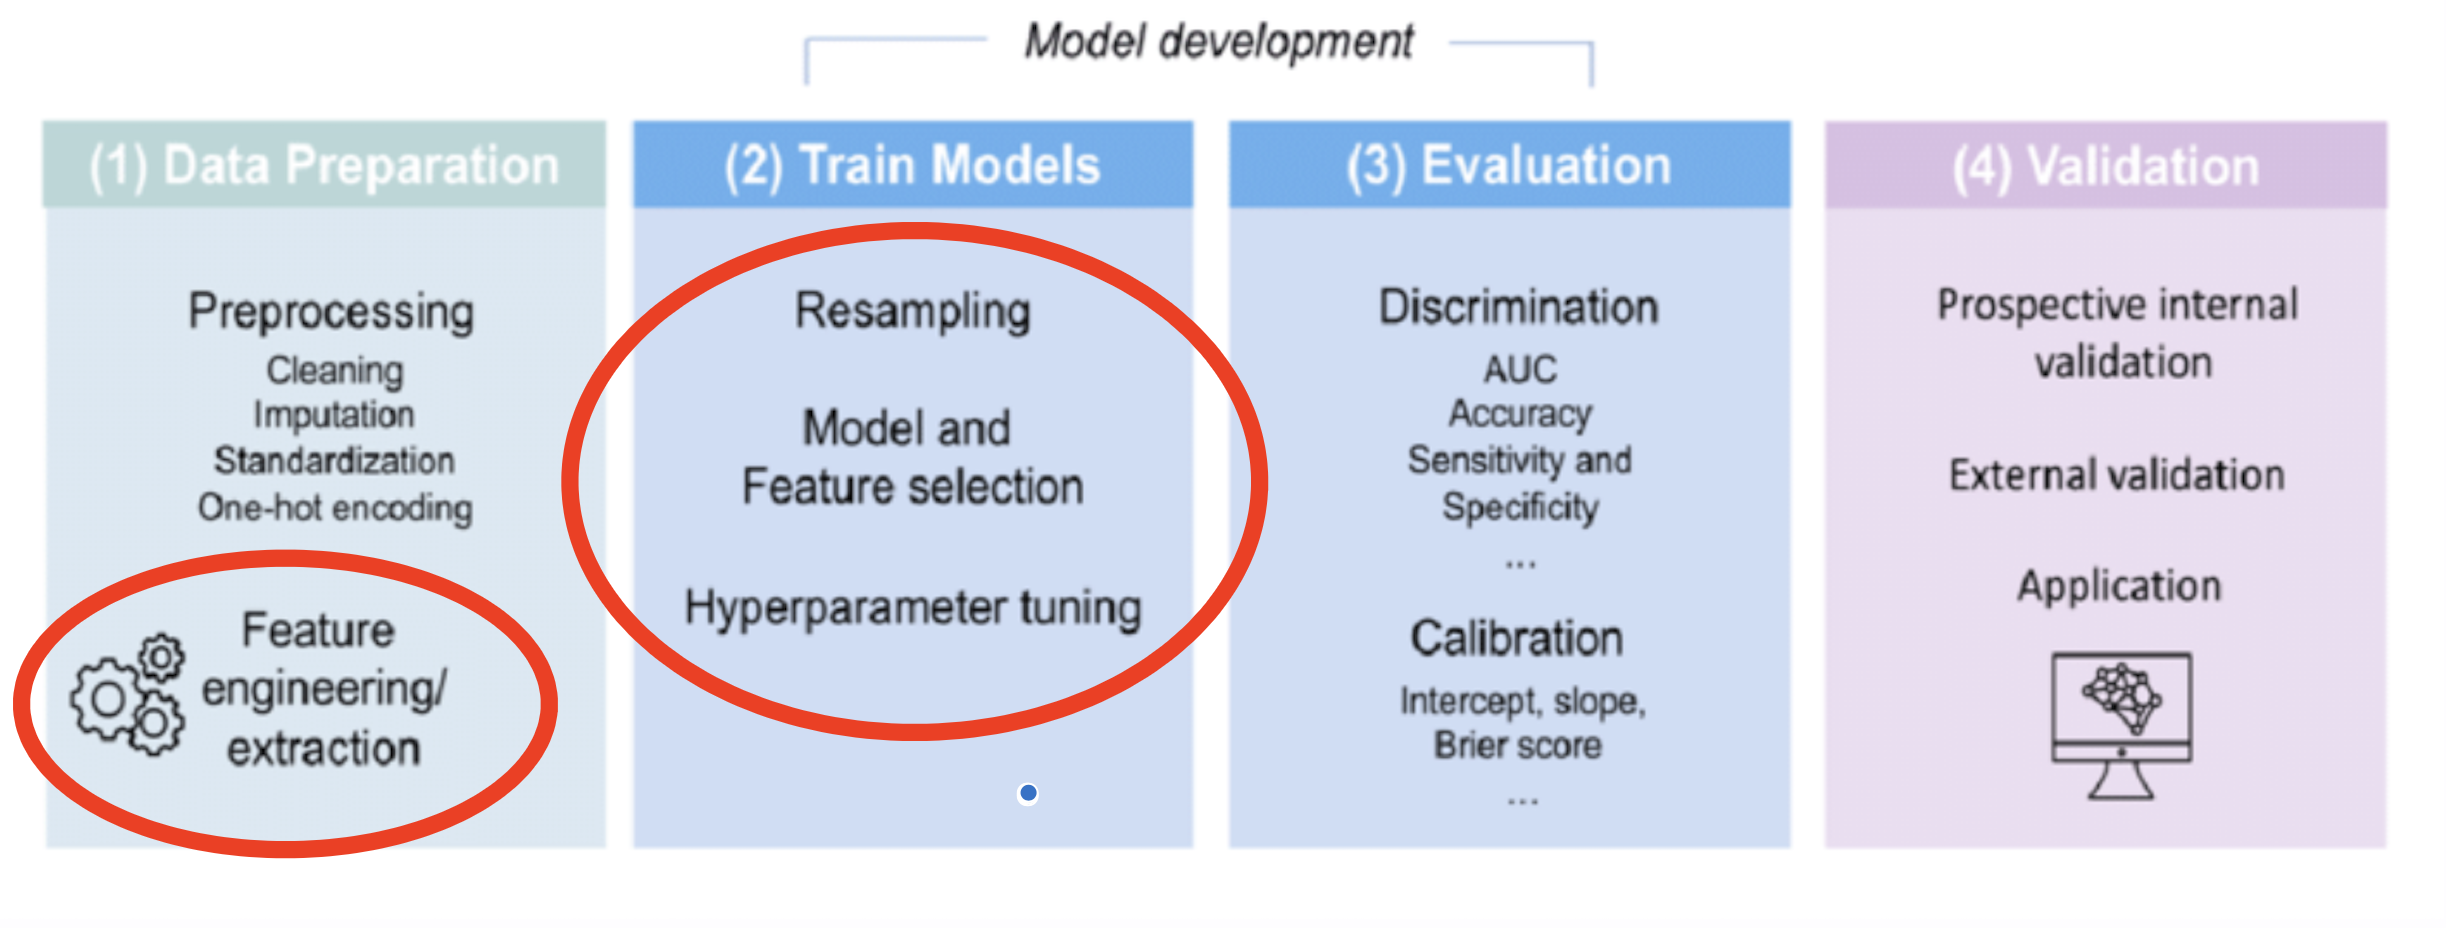 Model development
(1) Data Preparation
Preprocessing
Cleaning
Imputation
Standardization
One-hot encoding
Feature
engineering/
extraction
(2) Train Models
Resampling
Model and
Feature selection
Hyperparameter tuning
(3) Evaluation
Discrimination
AUC
Accuracy
Sensitivity and
Specificity
...
Calibration
Intercept, slope,
Brier score
...
(4) Validation
Prospective internal
validation
External validation
Application